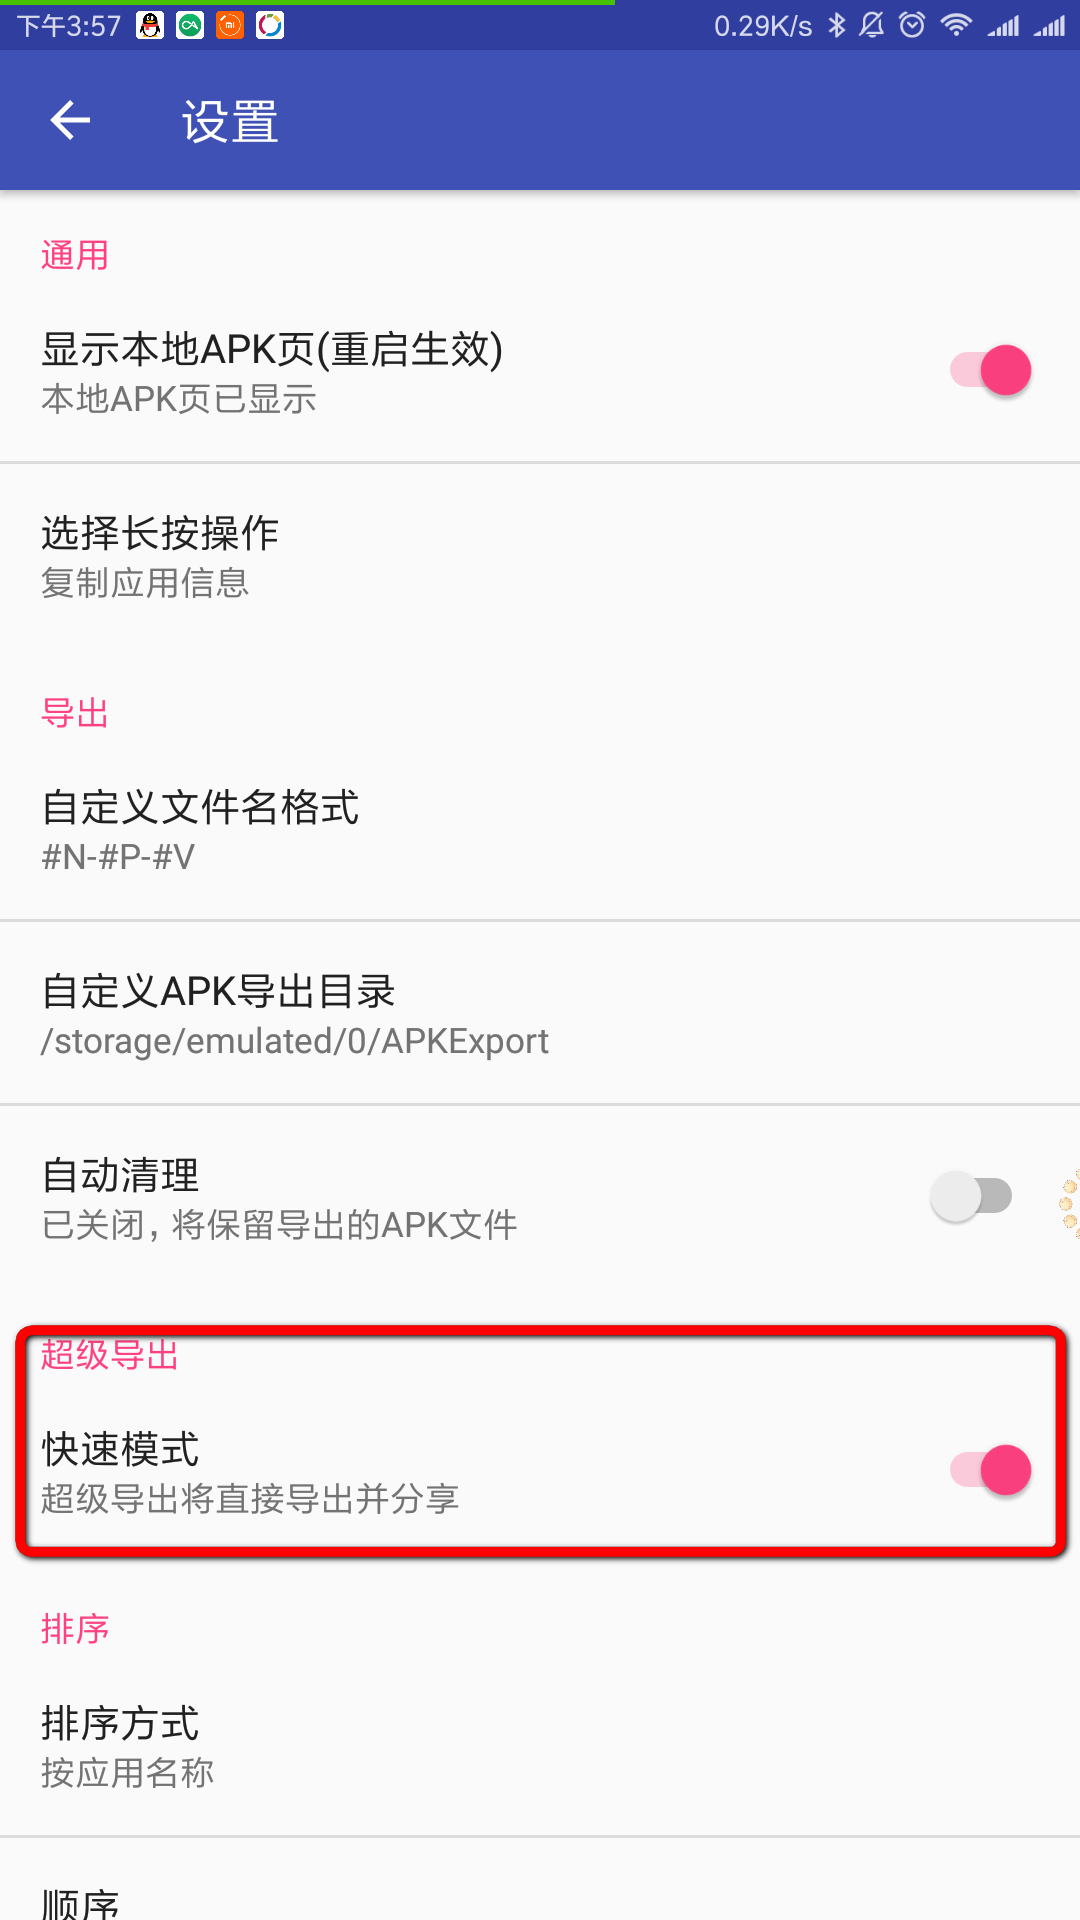 下午3:57
0.29K/s
设置
通用
显示本地APK页(重启生效)
本地APK页已显示
选择长按操作
复制应用信息
导出
自定义文件名格式
#N-#P-#V
自定义APK导出目录
/storage/emulated/0/APKExport
自动清理
已关闭，将保留导出的APK文件
超级导出
快速模式
超级导出将直接导出并分享
排序
排序方式
按应用名称
顺序